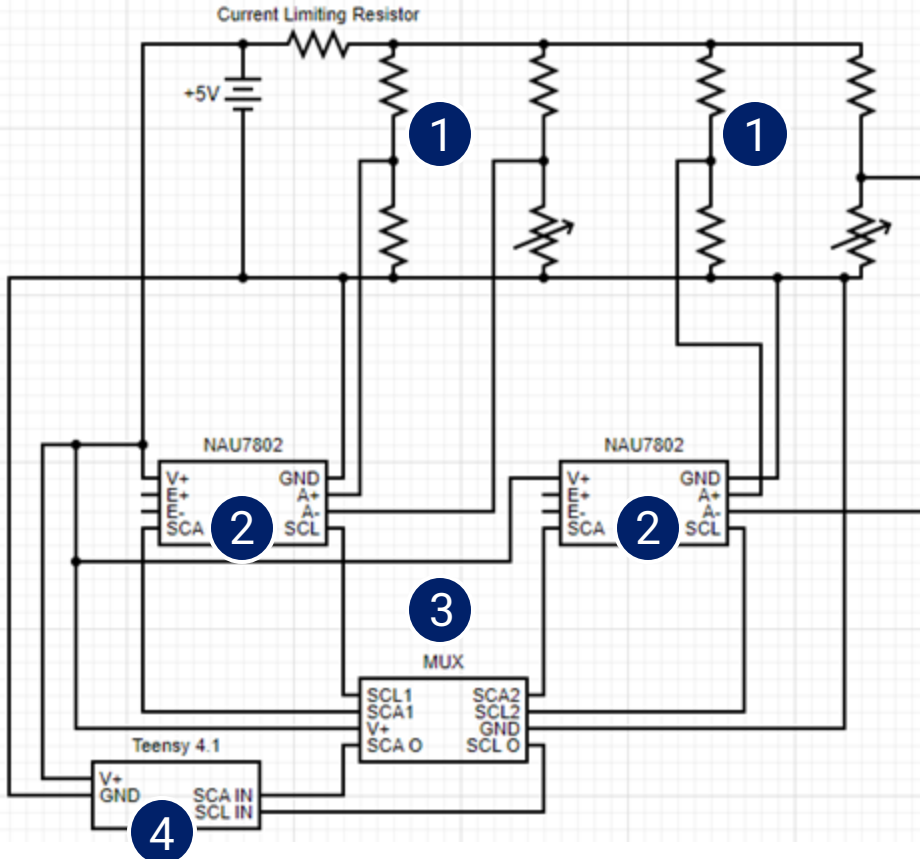 Current Limiting Resistor
+5V
1
1
NAU7802
NAU7802
V+
GND
E+
A+
E-
A-
SCA
SCL
2
V+
GND
E+
A+
E-
A-
SCA
SCL
2
3
MUX
SCL1
SCA2
SCA1
SCL2
V+
GND
SCA O
SCL O
Teensy 4.1
V+
GND
SCA IN
SCL IN
4